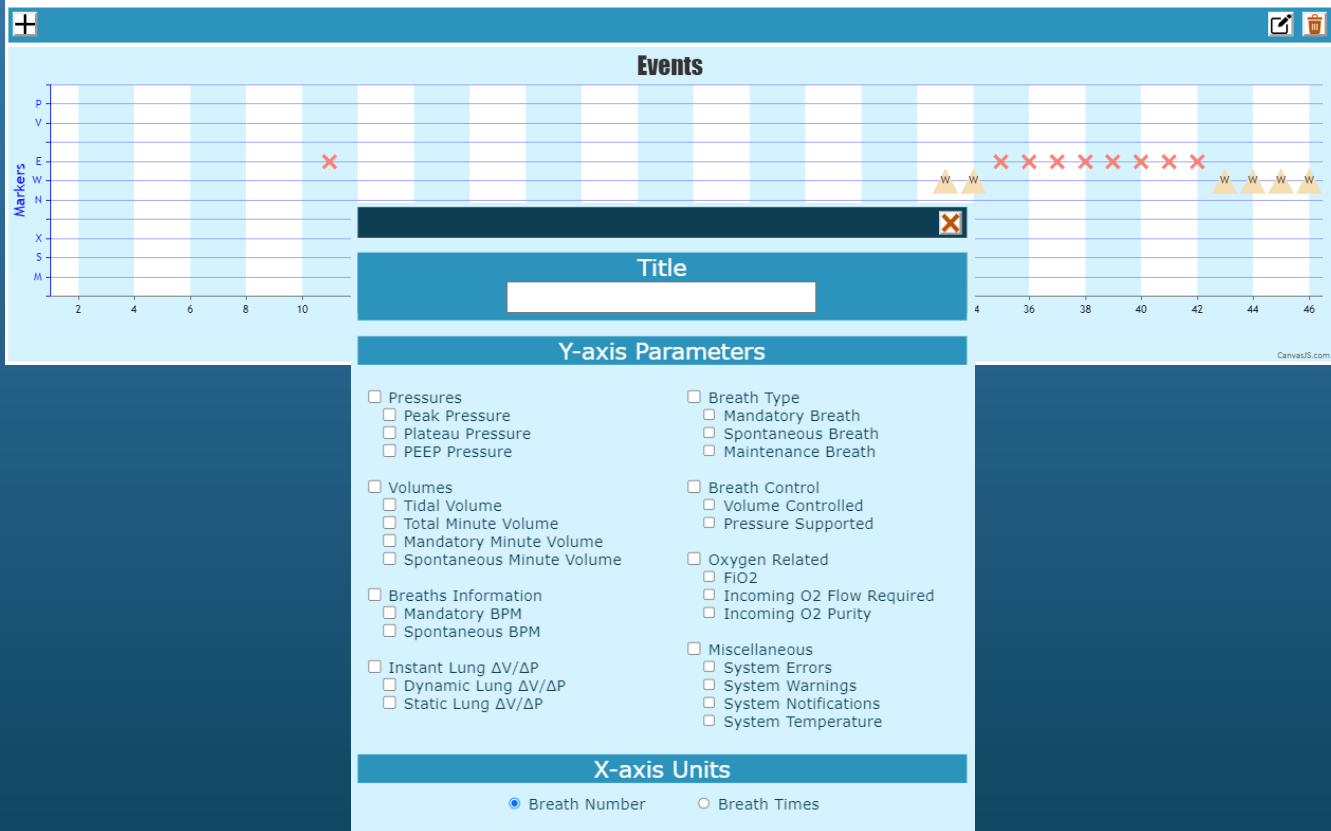 Events
Markers
P
V
E
W
N
X
S
M
W W W W W W
2 4 6 8 10 4 36 38 40 42 44 46
CanvasJS.com
Title
Y-axis Parameters
Pressures
Peak Pressure
Plateau Pressure
PEEP Pressure
Volumes
Tidal Volume
Total Minute Volume
Mandatory Minute Volume
Spontaneous Minute Volume
Breaths Information
Mandatory BPM
Spontaneous BPM
Instant Lung ΔV/ΔP
Dynamic Lung ΔV/ΔP
Static Lung ΔV/ΔP
Breath Type
Mandatory Breath
Spontaneous Breath
Maintenance Breath
Breath Control
Volume Controlled
Pressure Supported
Oxygen Related
FiO2
Incoming O2 Flow Required
Incoming O2 Purity
Miscellaneous
System Errors
System Warnings
System Notifications
System Temperature
X-axis Units
Breath Number Breath Times